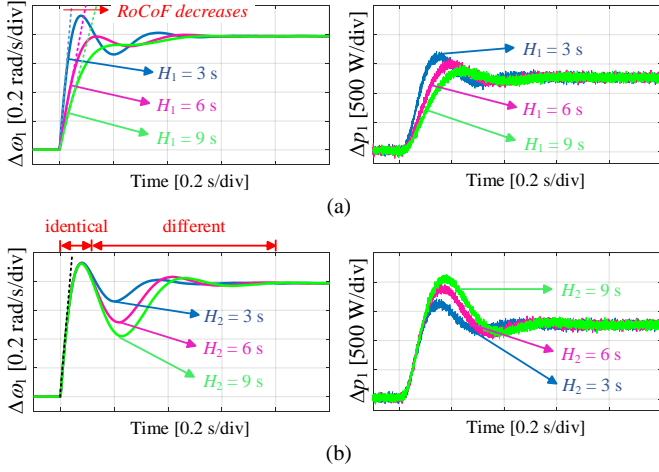 RoCoF decreases
Δω₁ [0.2 rad/s/div]
H₁ = 3 s
H₁ = 6 s
H₁ = 9 s
Time [0.2 s/div]
Δp₁ [500 W/div]
H₁ = 3 s
H₁ = 6 s
H₁ = 9 s
Time [0.2 s/div]
(a)
identical
different
Δω₁ [0.2 rad/s/div]
H₂ = 3 s
H₂ = 6 s
H₂ = 9 s
Time [0.2 s/div]
Δp₁ [500 W/div]
H₂ = 9 s
H₂ = 6 s
H₂ = 3 s
Time [0.2 s/div]
(b)